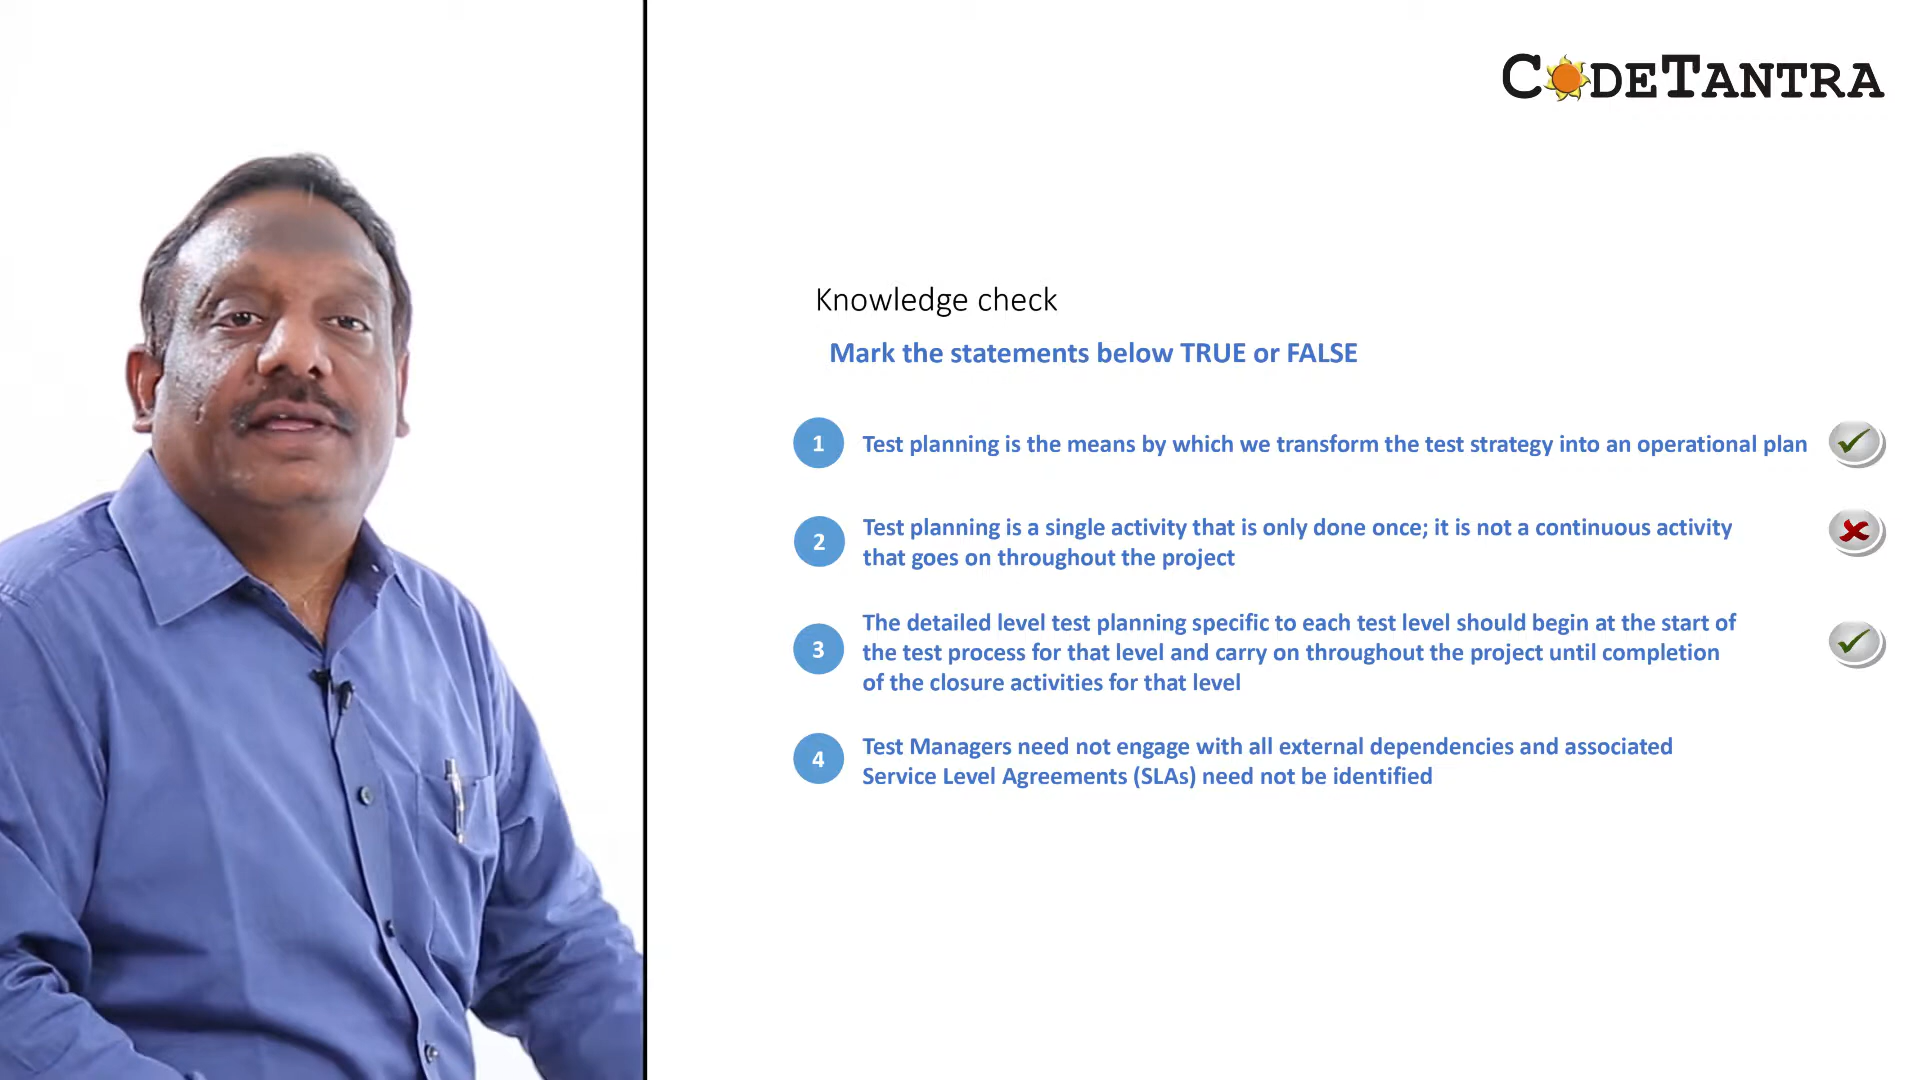 CODETANTRA
Knowledge check
Mark the statements below TRUE or FALSE
1 Test planning is the means by which we transform the test strategy into an operational plan
2 Test planning is a single activity that is only done once; it is not a continuous activity
that goes on throughout the project
3 The detailed level test planning specific to each test level should begin at the start of
the test process for that level and carry on throughout the project until completion
of the closure activities for that level
4 Test Managers need not engage with all external dependencies and associated
Service Level Agreements (SLAs) need not be identified